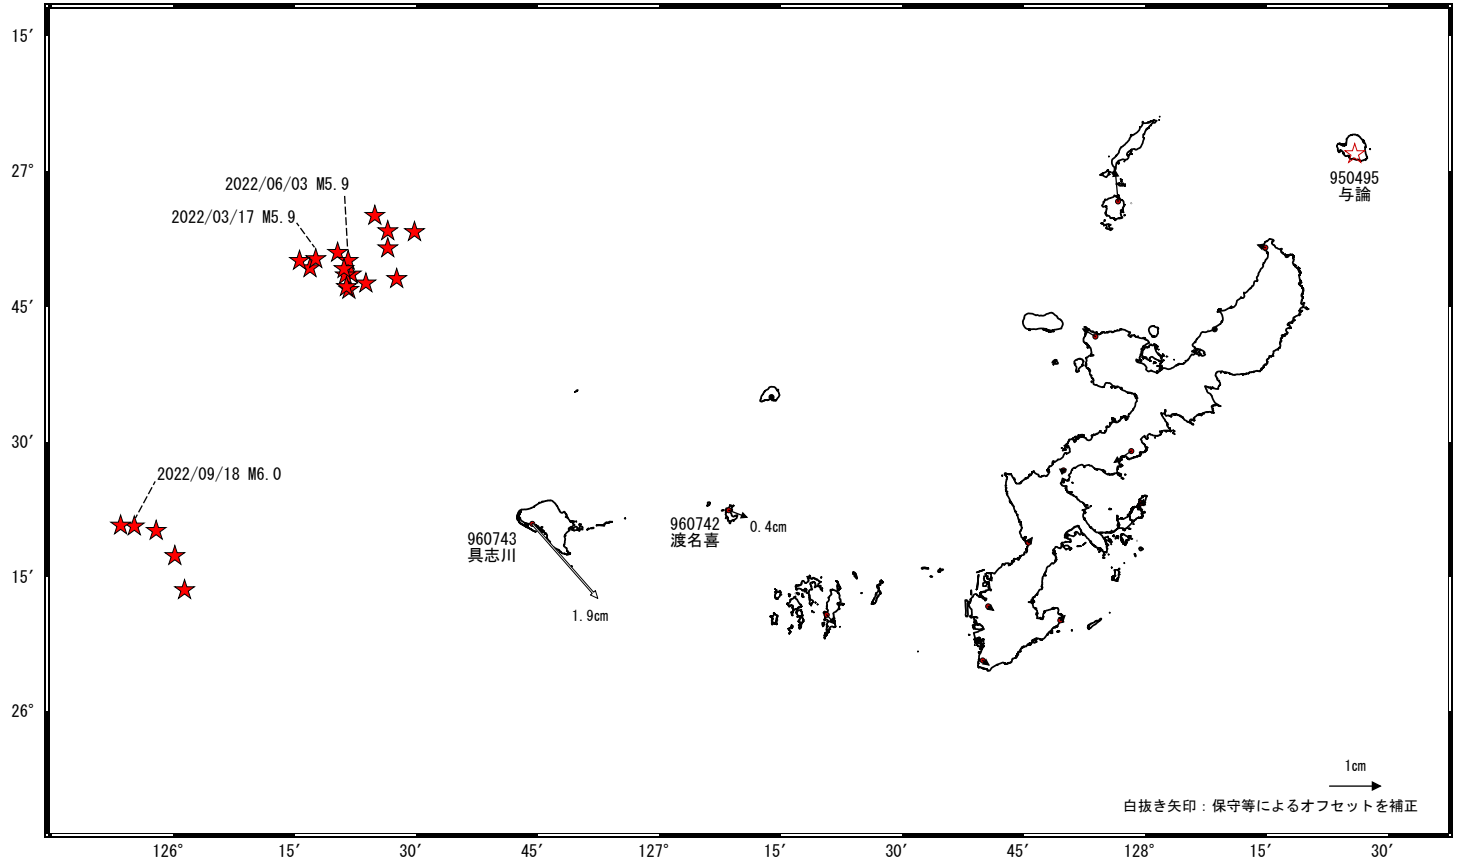 15′
27°
45′
30′
15′
26°
2022/06/03 M5.9
2022/03/17 M5.9
950495
与論
2022/09/18 M6.0
960743
具志川
1.9cm
960742
渡名喜
0.4cm
1cm
白抜き矢印：保守等によるオフセットを補正
126°
15′
30′
45′
127°
15′
30′
45′
128°
15′
30′